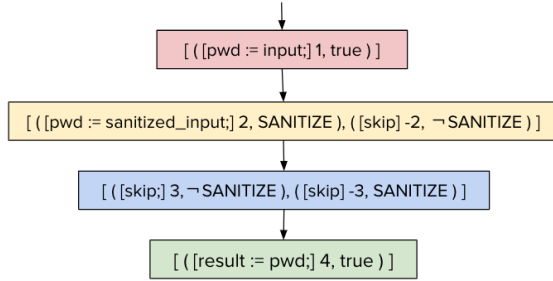 [ ( [pwd := input;] 1, true ) ]
[ ( [pwd := sanitized_input;] 2, SANITIZE ), ( [skip] -2, ¬ SANITIZE ) ]
[ ( [skip;] 3, ¬ SANITIZE ), ( [skip] -3, SANITIZE ) ]
[ ( [result := pwd;] 4, true ) ]